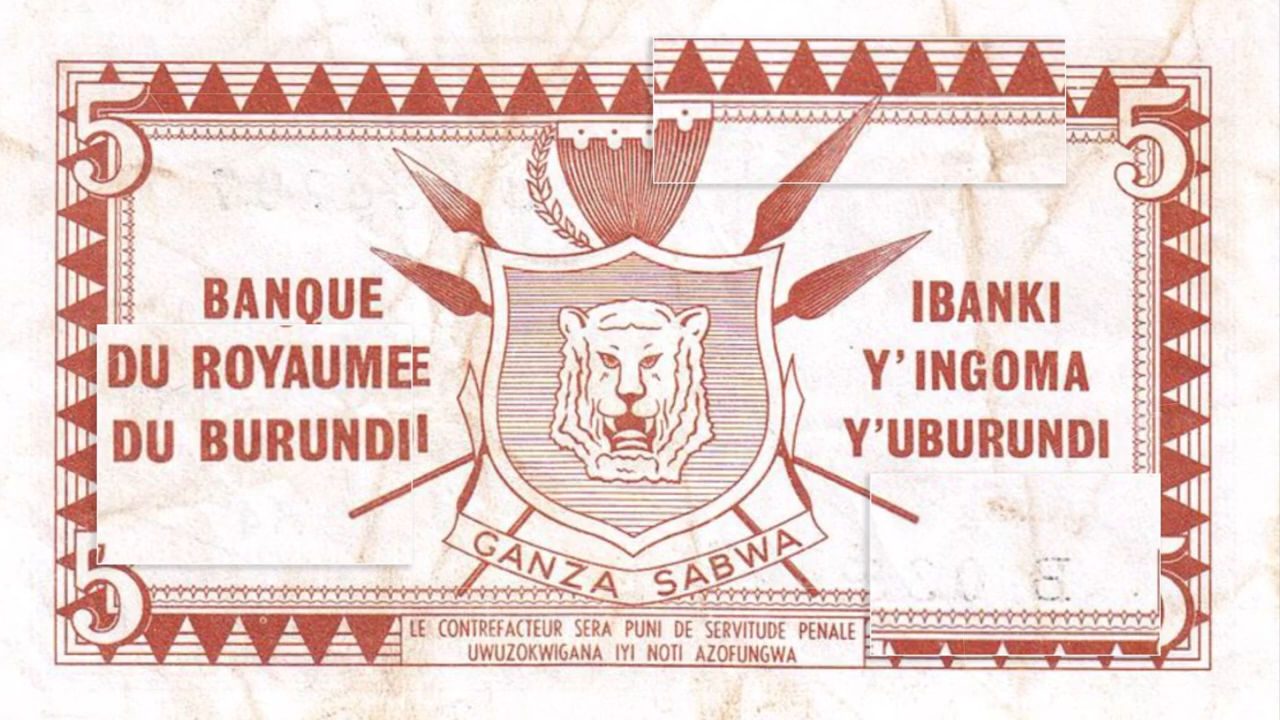 5
5
BANQUE
DU ROYAUMEE
DU BURUNDII
IBANKI
Y'INGOMA
Y'UBURUNDI
GANZA SABWA
5
5
LE CONTREFACTEUR SERA PUNI DE SERVITUDE PENALE
UWUZOKWIGANA IYI NOTI AZOFUNGWA